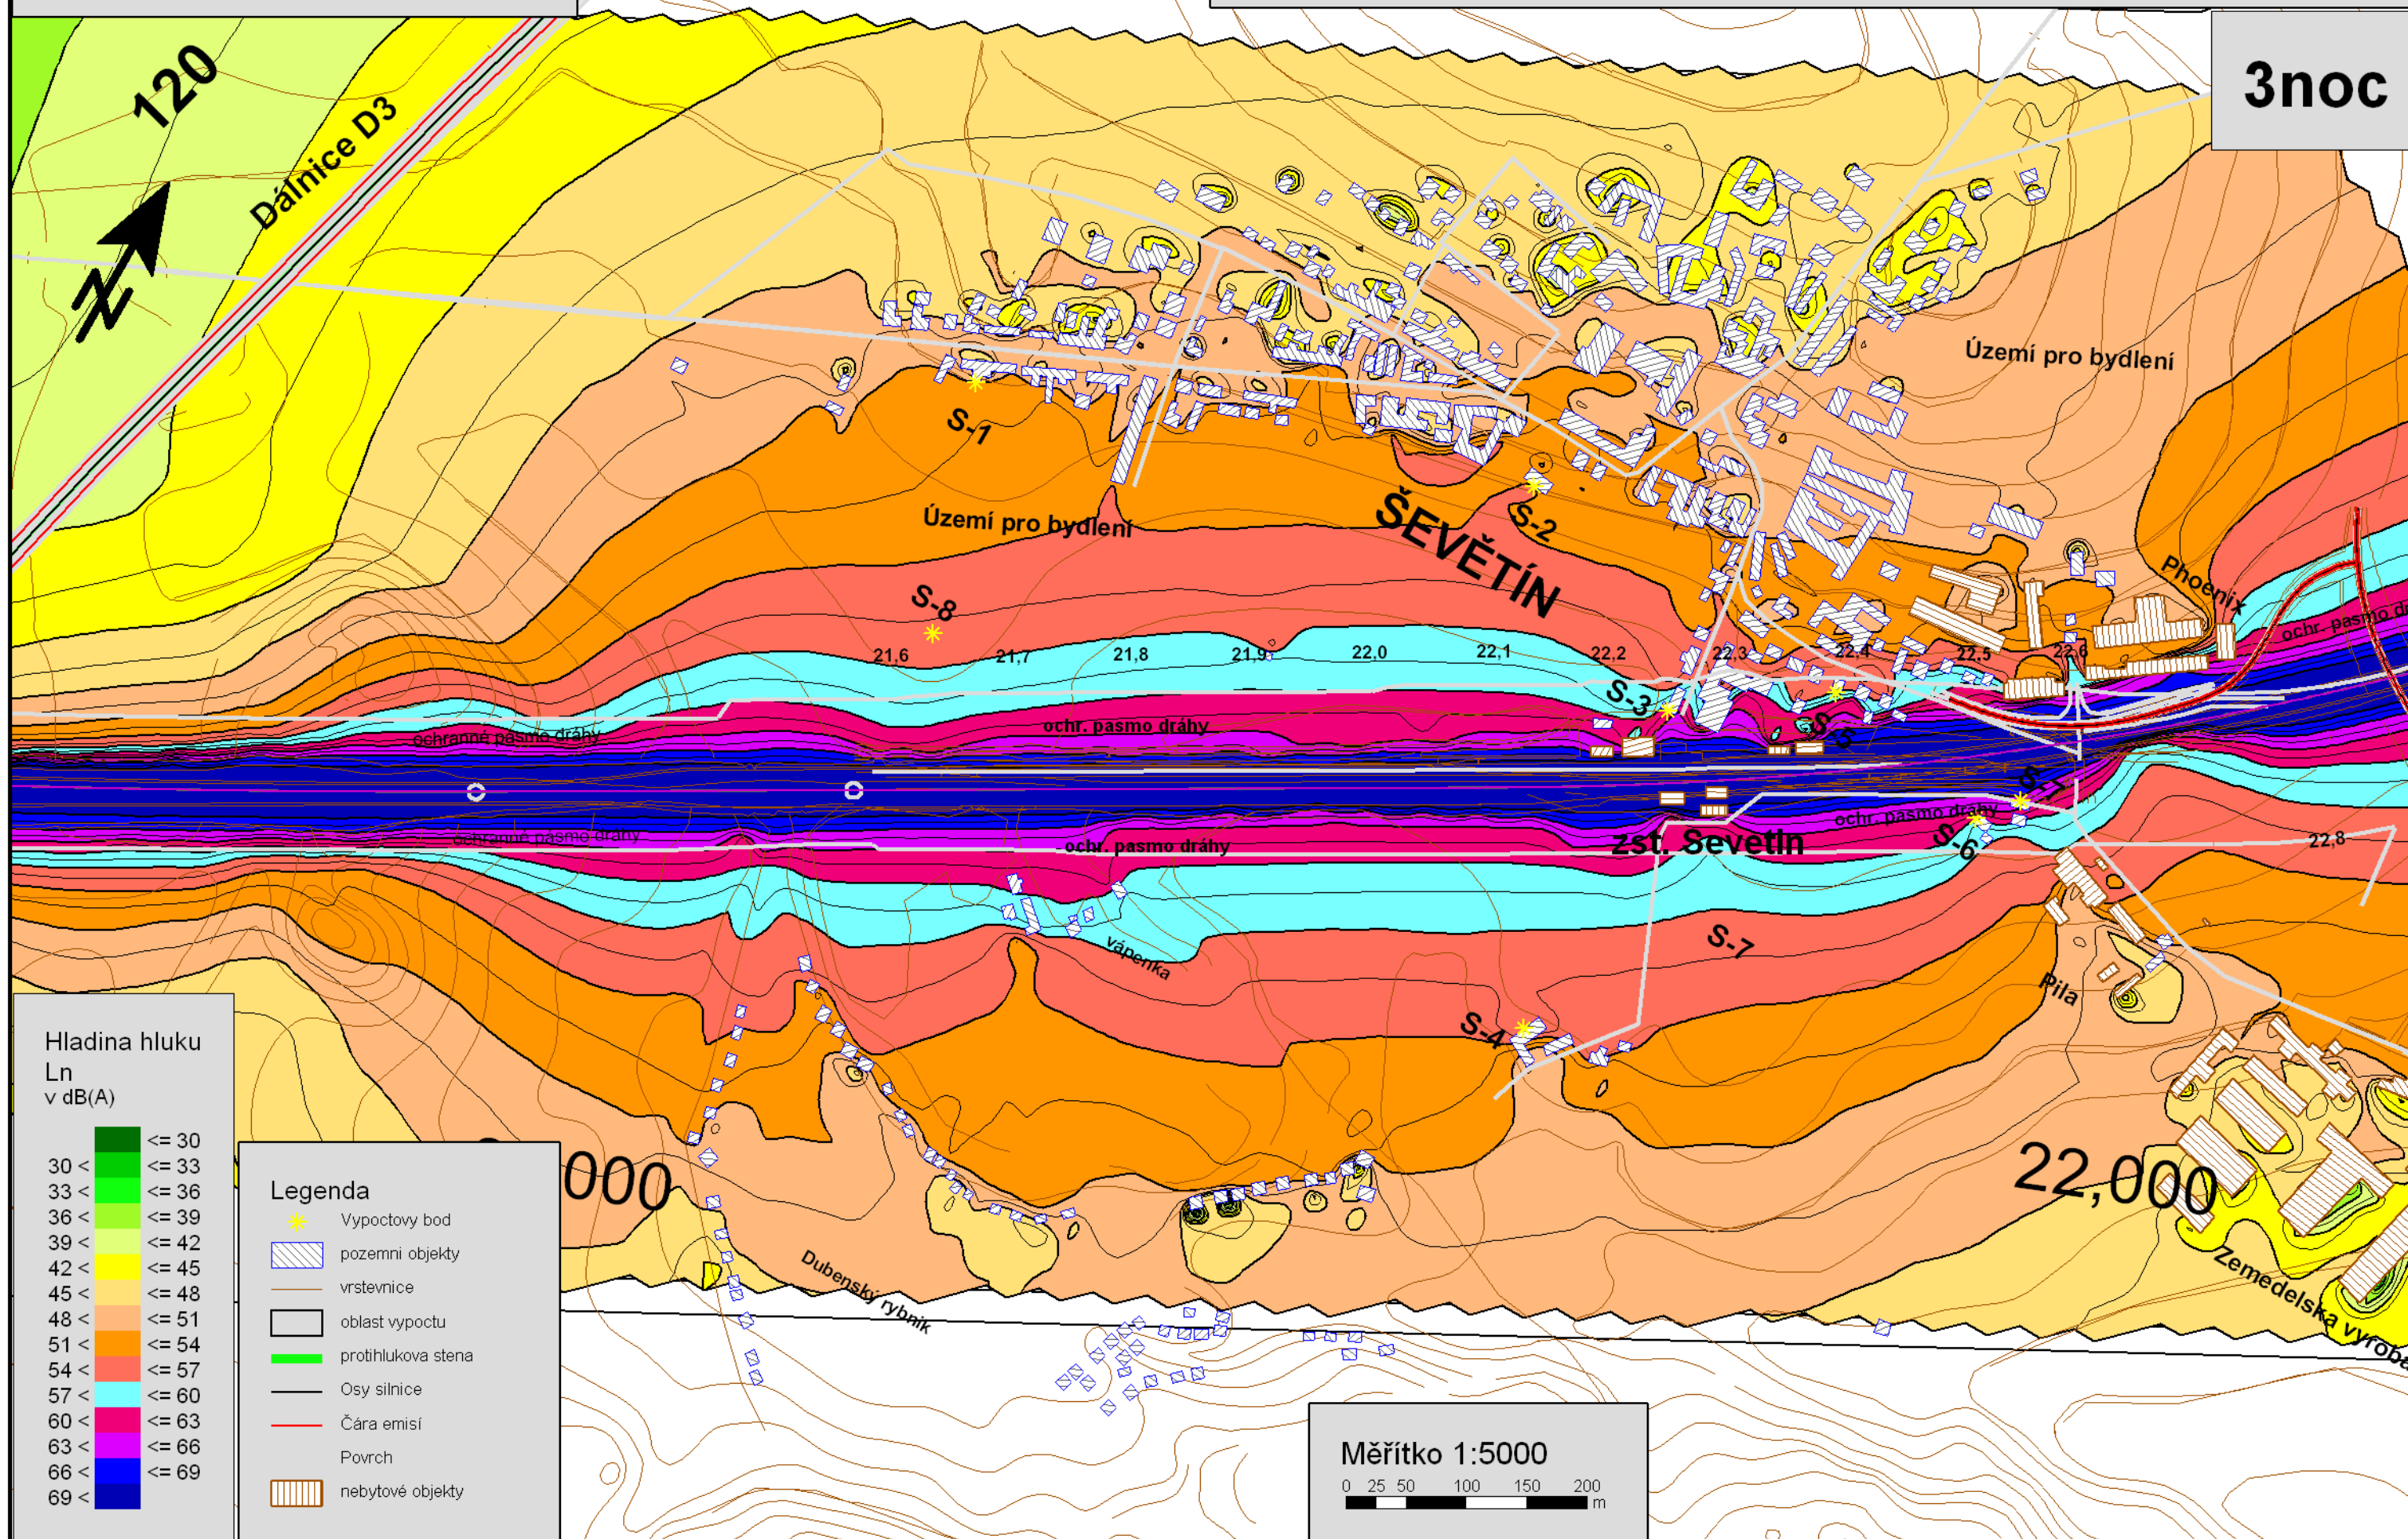 3noc
120
Dálnice D3
Území pro bydlení
S-1
Území pro bydlení
S-2
ŠEVĚTÍN
Phoenix
S-8
ochr. pasmo dr
21,6
21,7
21,8
21,9
22,0
22,1
22,2
22,3
22,4
22,5
22,6
S-3
S-5
ochranné pasmo dráhy
ochr. pasmo dráhy
ochranné pásmo dráhy
ochr. pasmo dráhy
ochr. pasmo dráhy
zst. Sevetin
S-6
22,8
vápenka
S-7
Pila
S-4
000
22,000
Dubenský rybnik
Zemedelska vyroba
Hladina hluku
Ln
v dB(A)
<= 30
30 < <= 33
33 < <= 36
36 < <= 39
39 < <= 42
42 < <= 45
45 < <= 48
48 < <= 51
51 < <= 54
54 < <= 57
57 < <= 60
60 < <= 63
63 < <= 66
66 < <= 69
69 <
Legenda
Vypoctovy bod
pozemni objekty
vrstevnice
oblast vypoctu
protihlukova stena
Osy silnice
Čára emisí
Povrch
nebytové objekty
Měřítko 1:5000
0 25 50 100 150 200
m